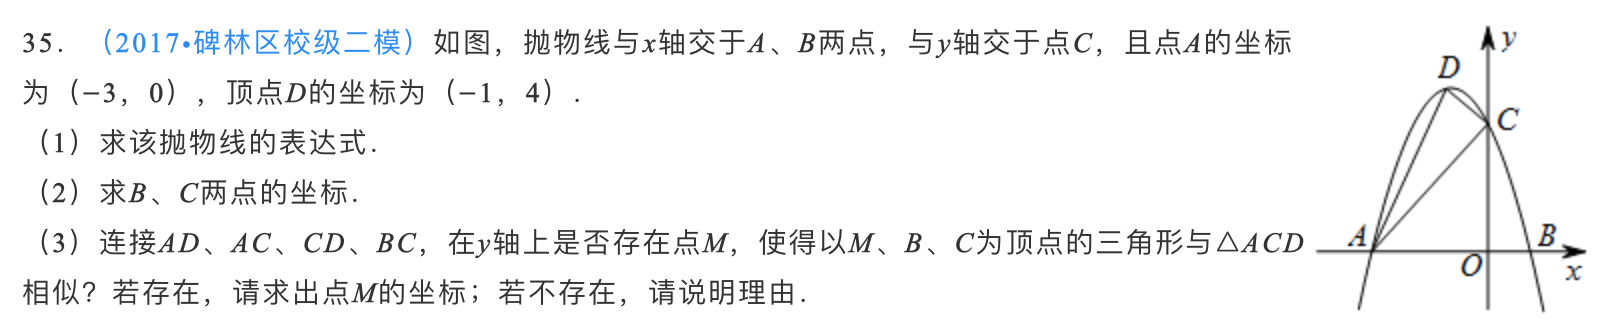 35. （2017•碑林区校级二模）如图，抛物线与x轴交于A、B两点，与y轴交于点C，且点A的坐标
为（−3，0），顶点D的坐标为（−1，4）.
（1）求该抛物线的表达式.
（2）求B、C两点的坐标.
（3）连接AD、AC、CD、BC，在y轴上是否存在点M，使得以M、B、C为顶点的三角形与△ACD
相似？若存在，请求出点M的坐标；若不存在，请说明理由.
y
D
C
A
B
O
x